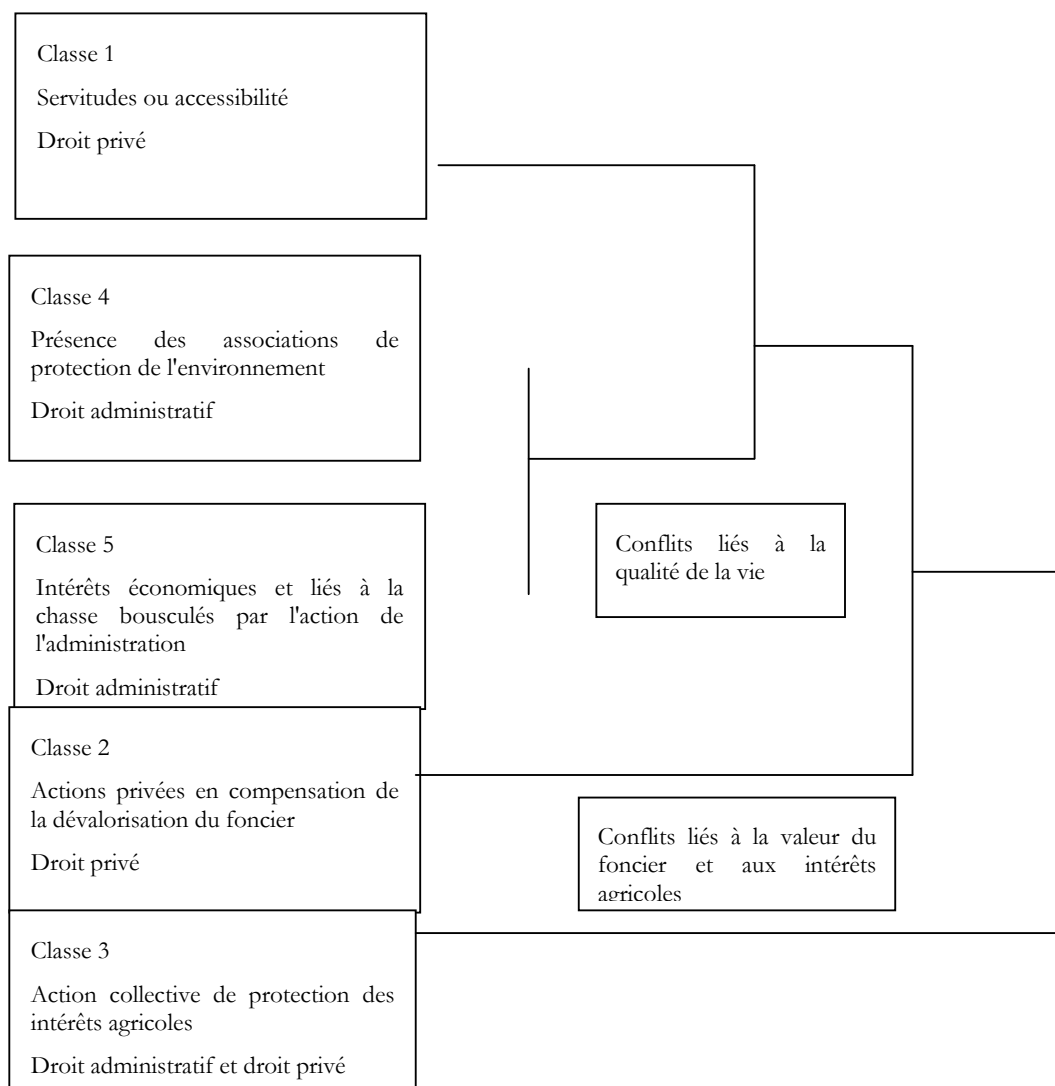 Classe 1
Servitudes ou accessibilité
Droit privé
Classe 4
Présence des associations de
protection de l'environnement
Droit administratif
Classe 5
Intérêts économiques et liés à la
chasse bousculés par l'action de
l'administration
Droit administratif
Conflits liés à la
qualité de la vie
Classe 2
Actions privées en compensation de
la dévalorisation du foncier
Droit privé
Conflits liés à la valeur du
foncier et aux intérêts
agricoles
Classe 3
Action collective de protection des
intérêts agricoles
Droit administratif et droit privé